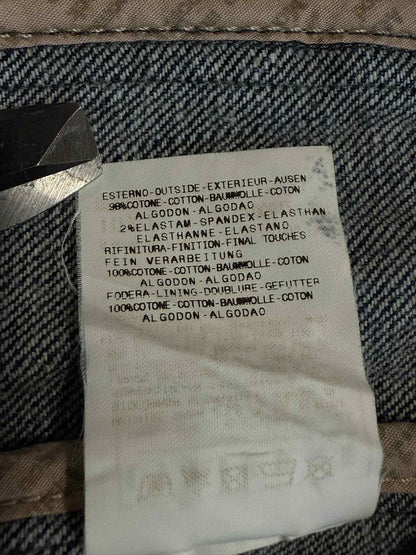 ESTERNO-OUTSIDE-EXTERIEUR-AUSEN
98%COTONE-COTTON-BAUMWOLLE-COTON
ALGODON-ALGODAO
2%ELASTAM-SPANDEX-ELASTHAN
ELASTHANNE-ELASTANO
RIFINITURA-FINITION-FINAL TOUCHES
FEIN VERARBEITUNG
100%COTONE-COTTON-BAUMWOLLE-COTON
ALGODON-ALGODAO
FODERA-LINING-DOUBLURE-GEFUTTER
100%COTONE-COTTON-BAUMWOLLE-COTON
ALGODON-ALGODAO